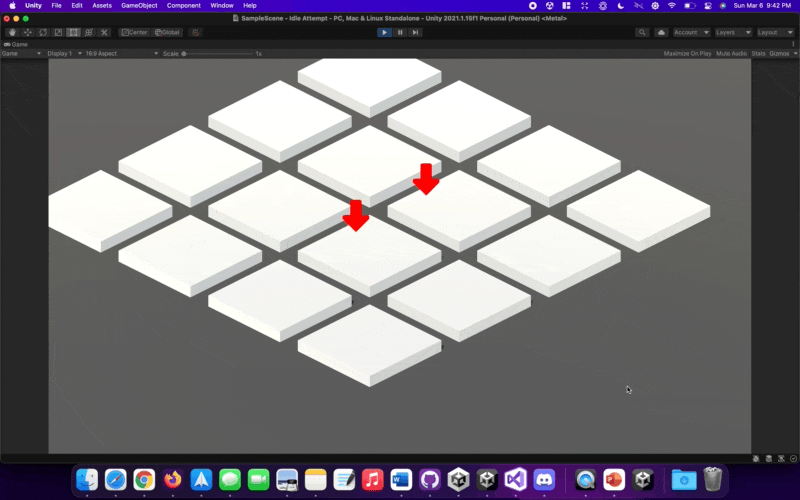 Unity File Edit Assets GameObject Component Window Help Sun Mar 6 9:42 PM
SampleScene - Idle Attempt - PC, Mac & Linux Standalone - Unity 2021.1.15f1 Personal (Personal) <Metal>
Center Global Account Layers Layout
Game
Game Display 1 16:9 Aspect Scale 1x Maximize On Play Mute Audio Stats Gizmos